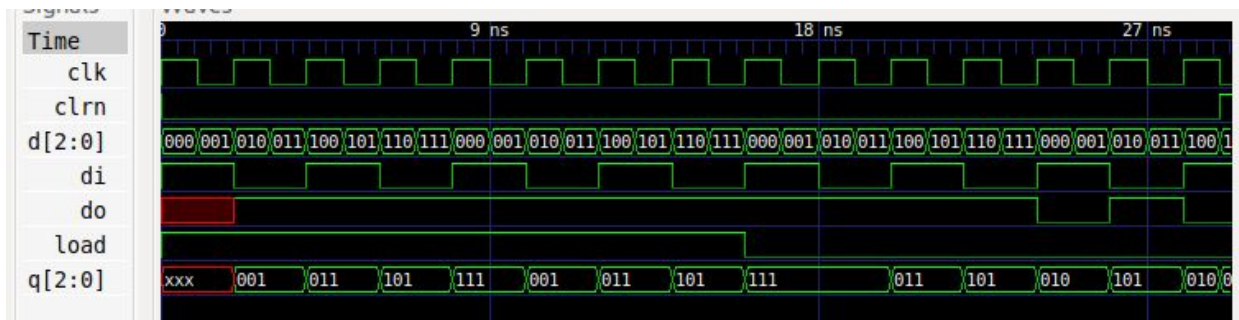 Signals Waves
Time 9 ns 18 ns 27 ns
clk
clrn
d[2:0] 000 001 010 011 100 101 110 111 000 001 010 011 100 101 110 111 000 001 010 011 100 101 110 111 000 001 010 011 100 1
di
do
load
q[2:0] xxx 001 011 101 111 001 011 101 111 011 101 010 101 010 0